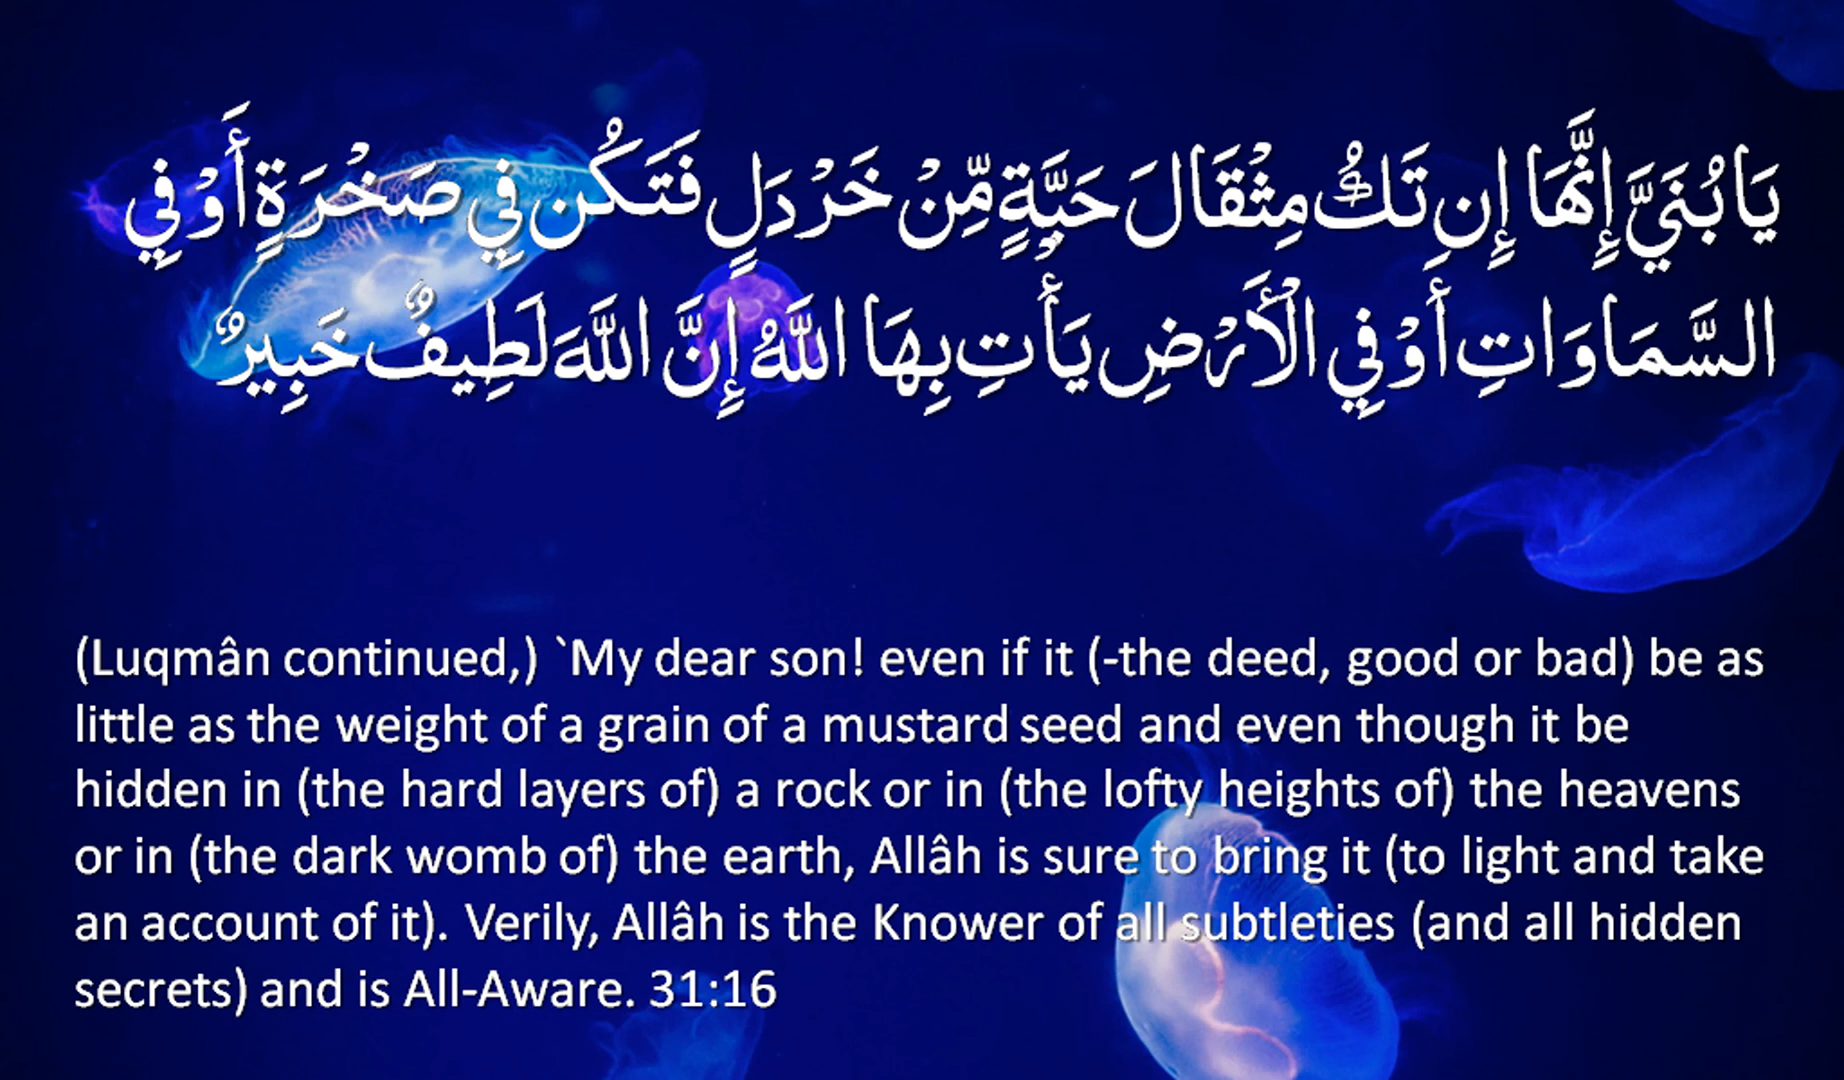 يَا بُنَيَّ إِنَّهَا إِن تَكُ مِثْقَالَ حَبَّةٍ مِّنْ خَرْدَلٍ فَتَكُن فِي صَخْرَةٍ أَوْ فِي
السَّمَاوَاتِ أَوْ فِي الْأَرْضِ يَأْتِ بِهَا اللَّهُ إِنَّ اللَّهَ لَطِيفٌ خَبِيرٌ
(Luqmân continued,) `My dear son! even if it (-the deed, good or bad) be as
little as the weight of a grain of a mustard seed and even though it be
hidden in (the hard layers of) a rock or in (the lofty heights of) the heavens
or in (the dark womb of) the earth, Allâh is sure to bring it (to light and take
an account of it). Verily, Allâh is the Knower of all subtleties (and all hidden
secrets) and is All-Aware. 31:16